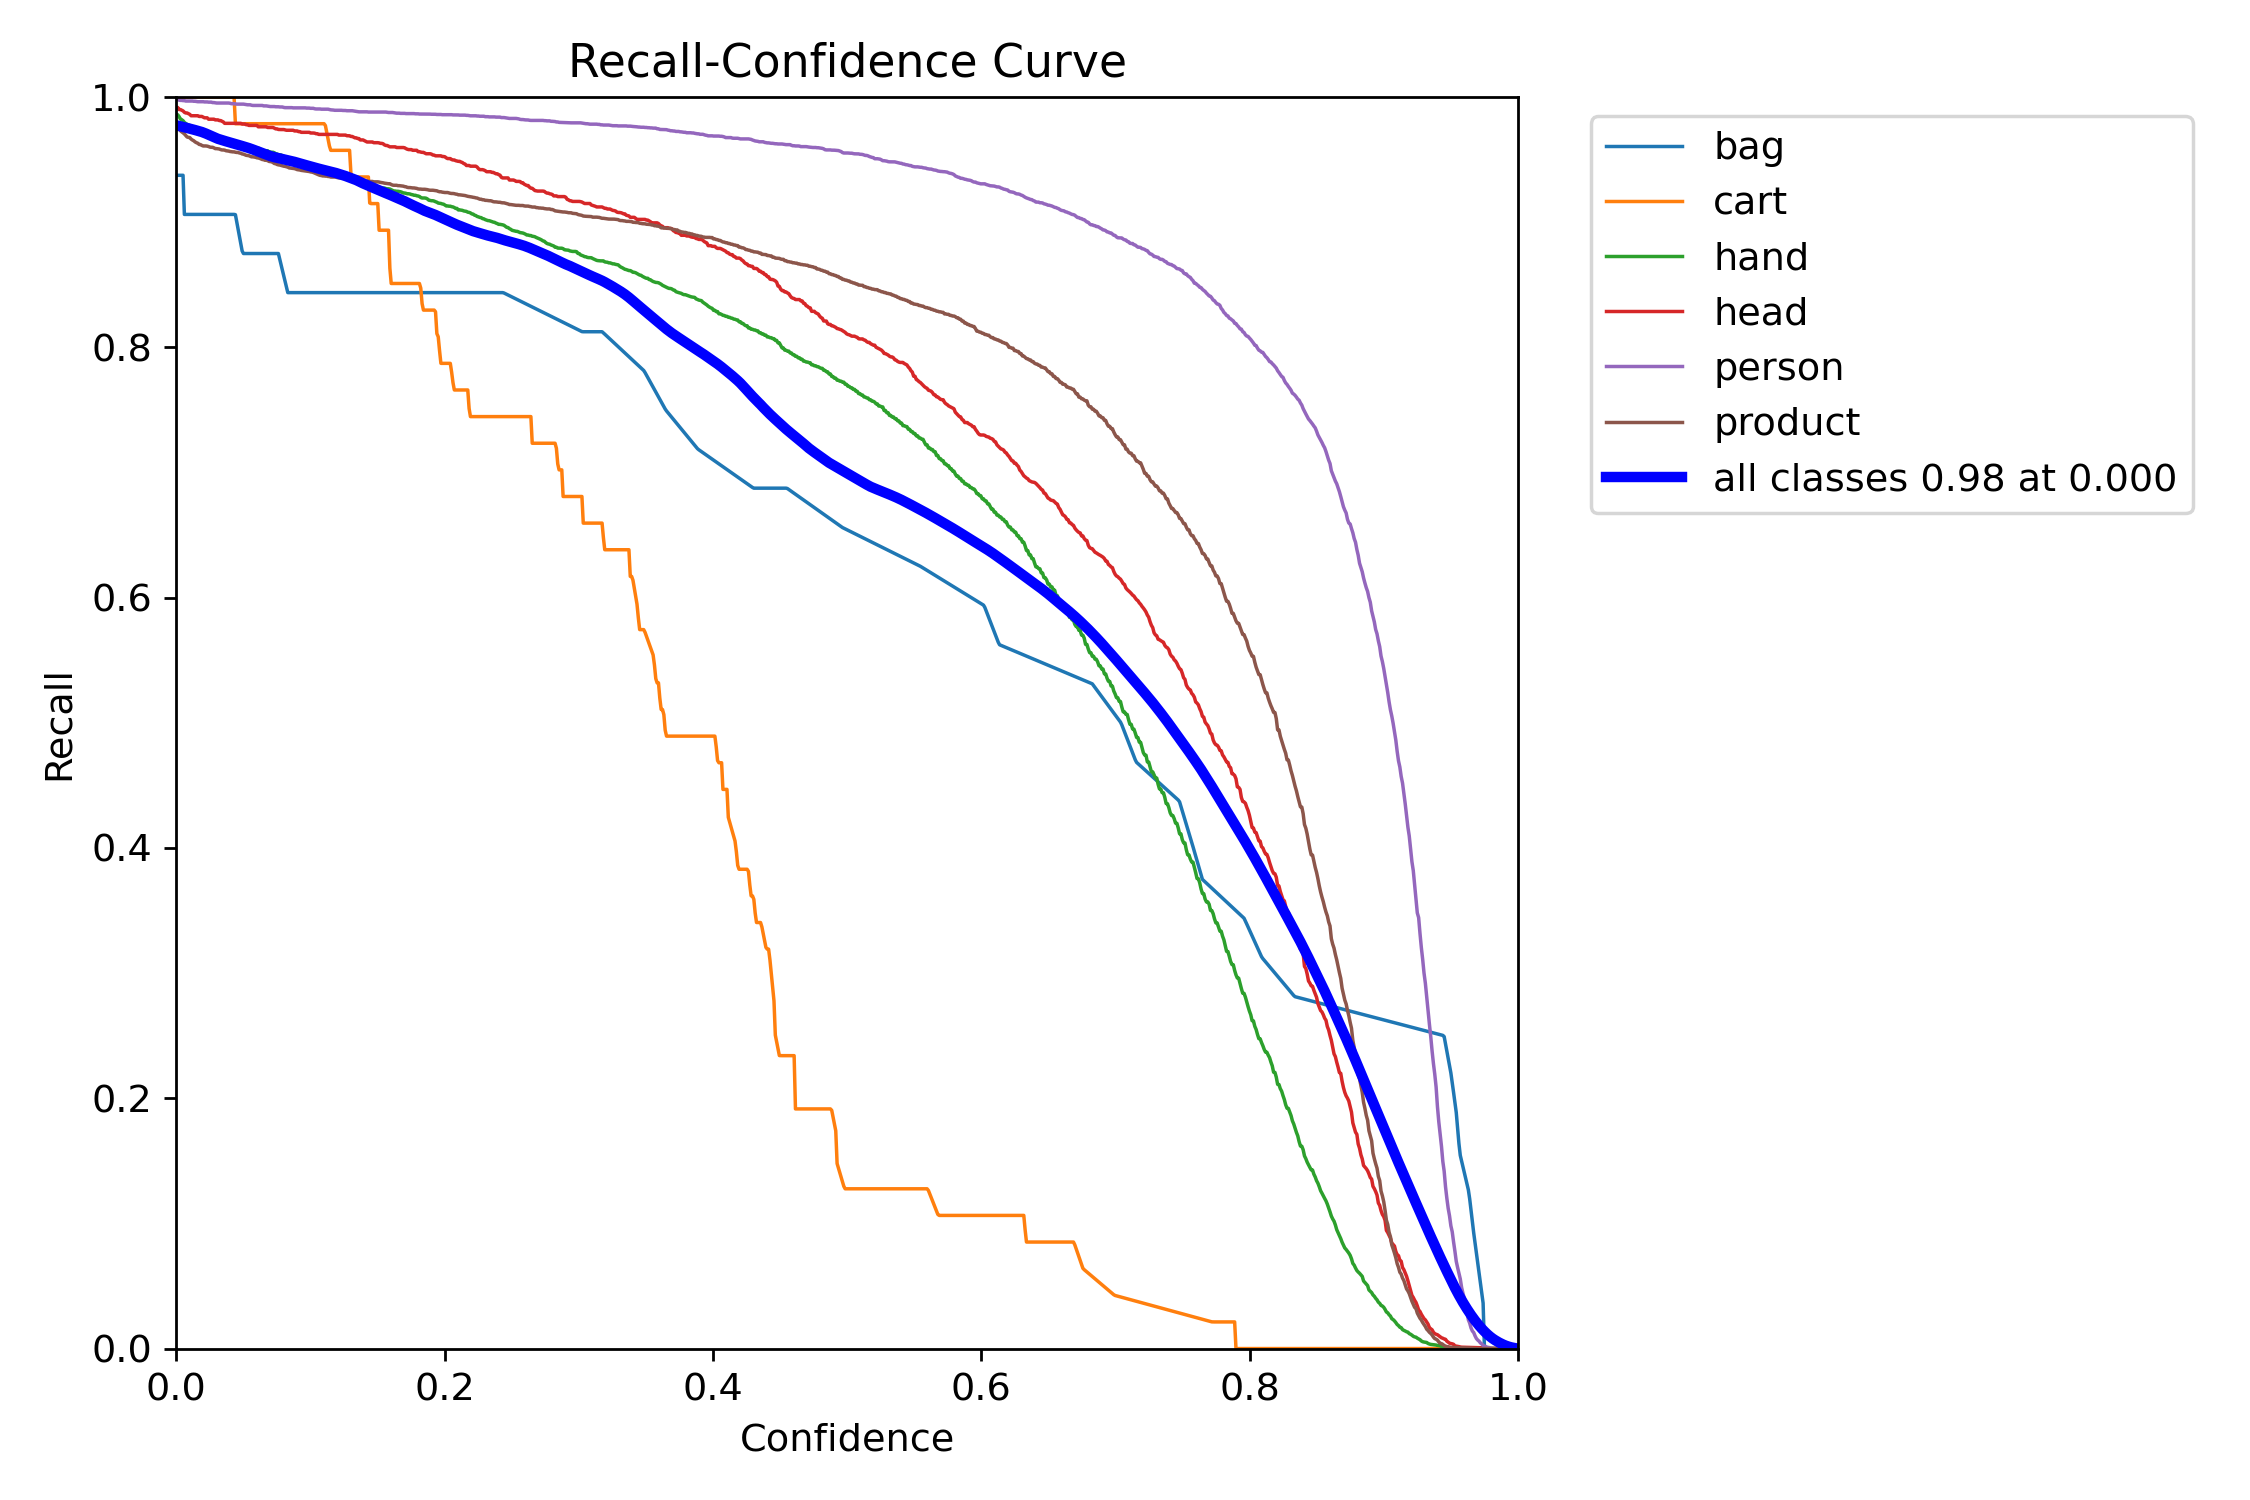 Recall-Confidence Curve
1.0
0.8
0.6
0.4
0.2
0.0
Recall
0.0 0.2 0.4 0.6 0.8 1.0
Confidence
bag
cart
hand
head
person
product
all classes 0.98 at 0.000